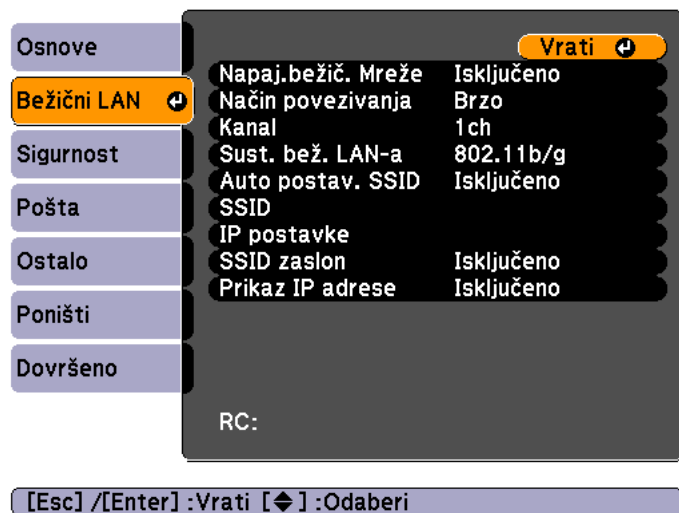 Osnove
Bežični LAN
Sigurnost
Pošta
Ostalo
Poništi
Dovršeno
Vrati
Napaj.bežič. Mreže Isključeno
Način povezivanja Brzo
Kanal 1ch
Sust. bež. LAN-a 802.11b/g
Auto postav. SSID Isključeno
SSID
IP postavke
SSID zaslon Isključeno
Prikaz IP adrese Isključeno
RC:
[Esc] /[Enter] :Vrati [◆] :Odaberi